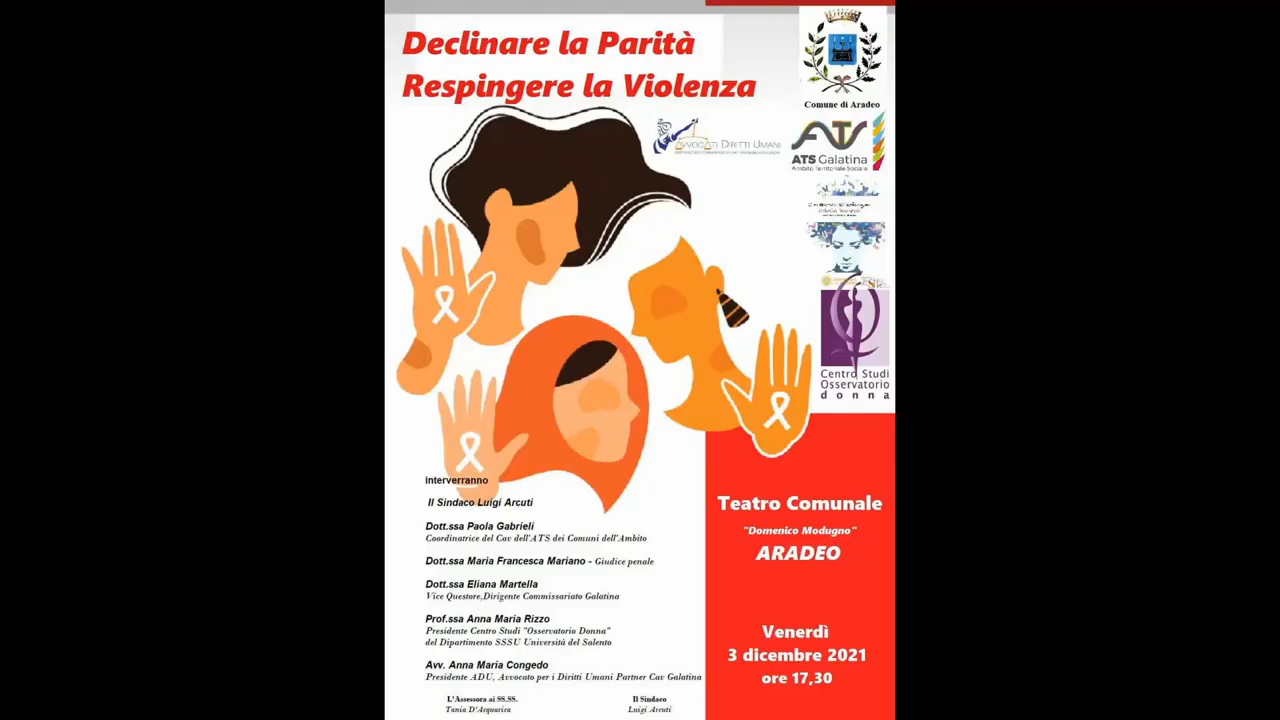 Declinare la Parità
Respingere la Violenza
Comune di Aradeo
AVVOCATI DIRITTI UMANI
ATS
ATS Galatina
Ambito Territoriale Sociale
Centro Studi
Osservatorio
donna
interverranno
Il Sindaco Luigi Arcuti
Dott.ssa Paola Gabrieli
Coordinatrice del Cav dell'ATS dei Comuni dell'Ambito
Dott.ssa Maria Francesca Mariano - Giudice penale
Dott.ssa Eliana Martella
Vice Questore,Dirigente Commissariato Galatina
Prof.ssa Anna Maria Rizzo
Presidente Centro Studi "Osservatorio Donna"
del Dipartimento SSSU Università del Salento
Avv. Anna Maria Congedo
Presidente ADU, Avvocato per i Diritti Umani Partner Cav Galatina
L'Assessora ai SS.SS.
Tania D'Acquarica
Il Sindaco
Luigi Arcuti
Teatro Comunale
"Domenico Modugno"
ARADEO
Venerdì
3 dicembre 2021
ore 17,30